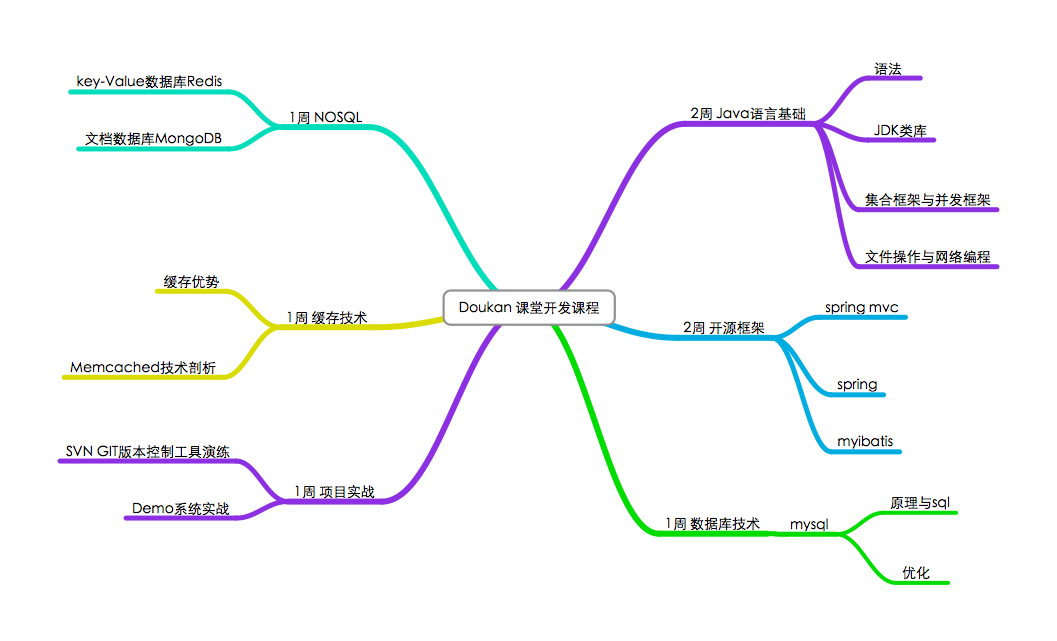 Doukan 课堂开发课程
2周 Java语言基础
语法
JDK类库
集合框架与并发框架
文件操作与网络编程
2周 开源框架
spring mvc
spring
myibatis
1周 数据库技术
mysql
原理与sql
优化
1周 NOSQL
key-Value数据库Redis
文档数据库MongoDB
1周 缓存技术
缓存优势
Memcached技术剖析
1周 项目实战
SVN GIT版本控制工具演练
Demo系统实战